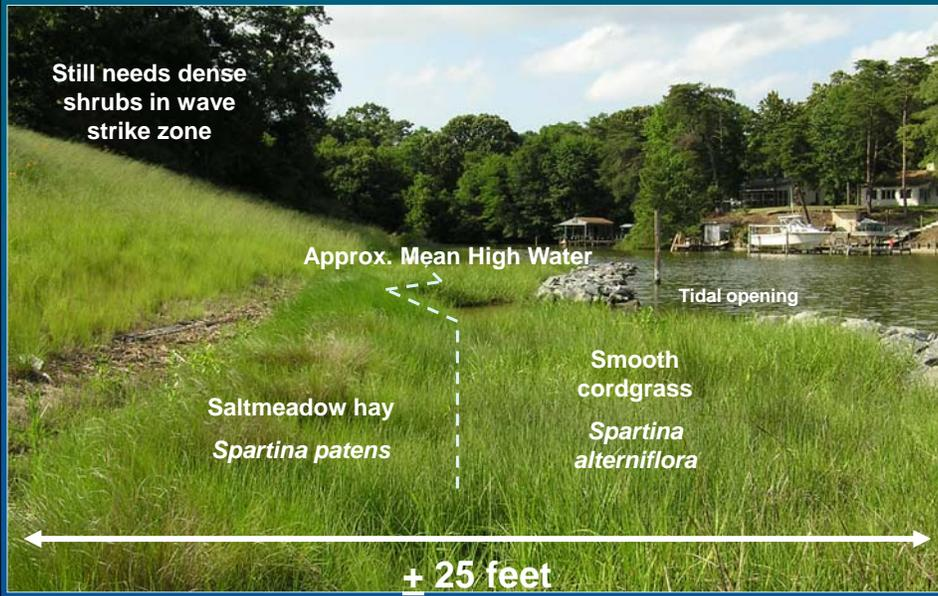 Still needs dense
shrubs in wave
strike zone
Approx. Mean High Water
Tidal opening
Smooth
cordgrass
Spartina
alterniflora
Saltmeadow hay
Spartina patens
+ 25 feet